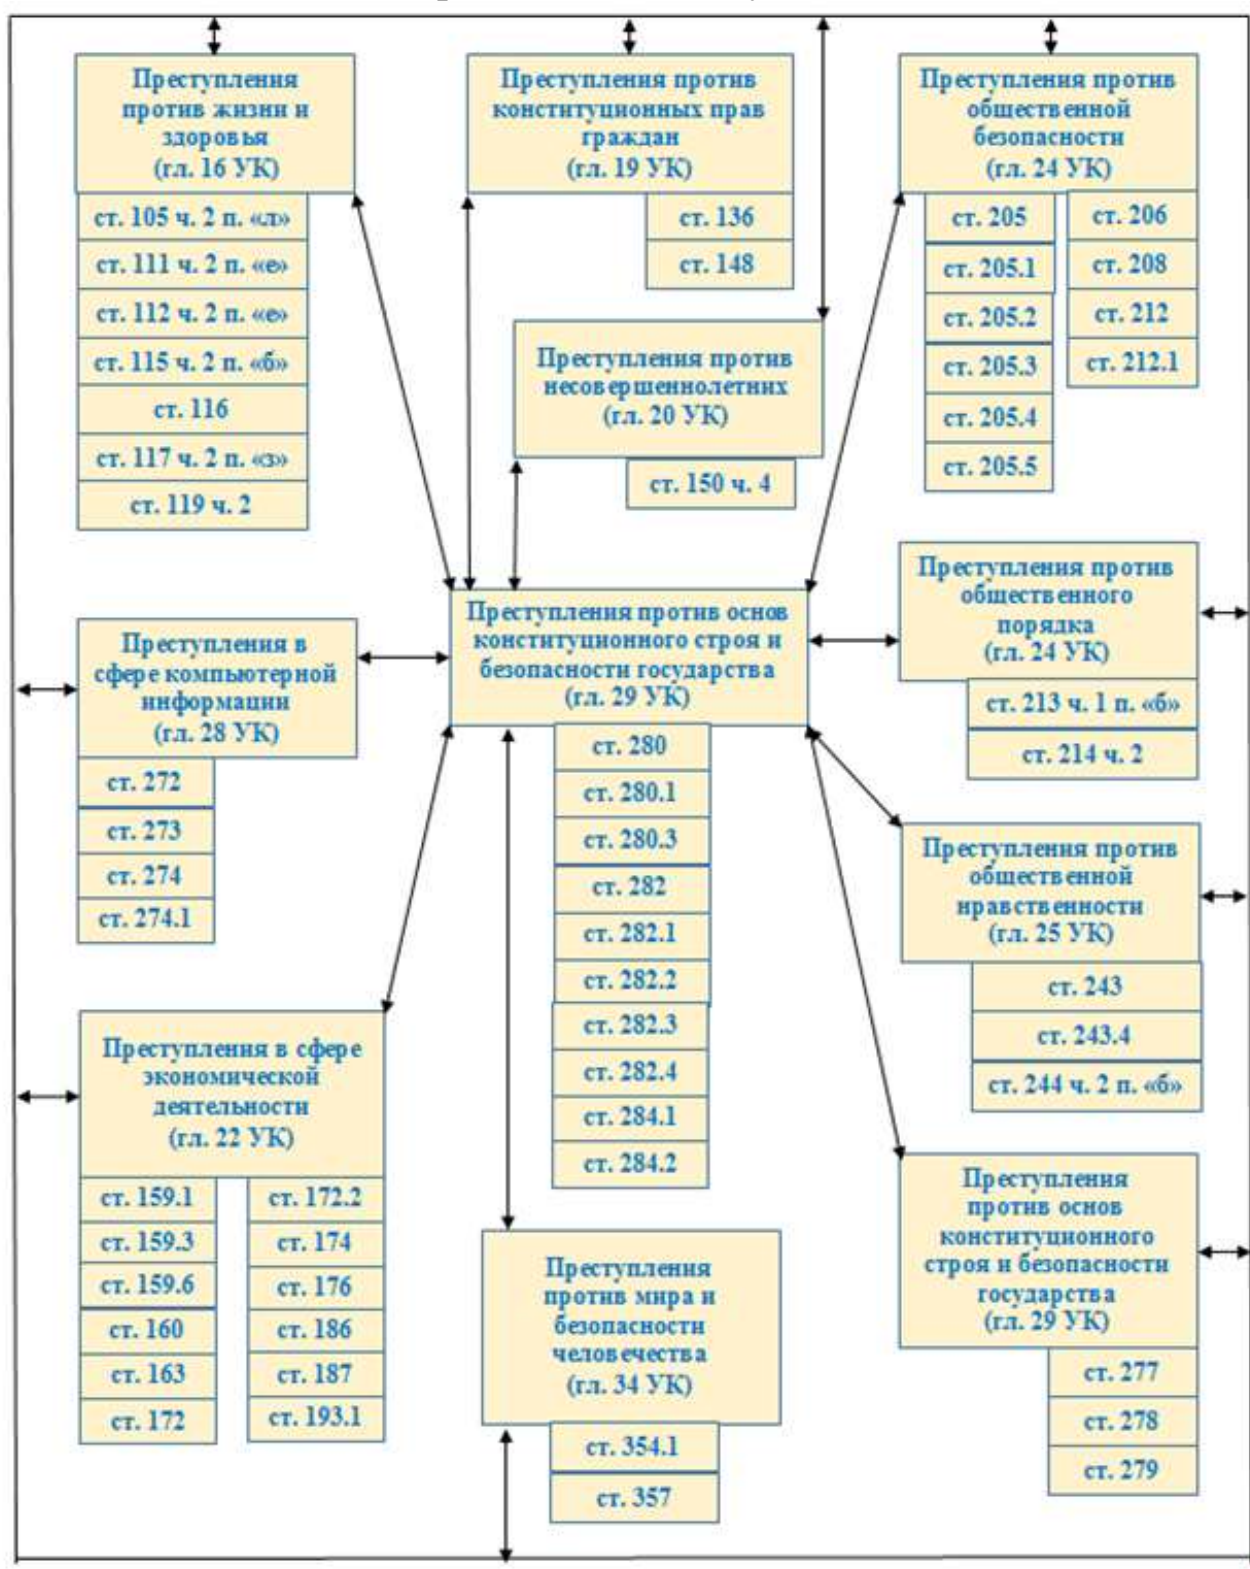 Преступления
против жизни и
здоровья
(гл. 16 УК)
ст. 105 ч. 2 п. «л»
ст. 111 ч. 2 п. «е»
ст. 112 ч. 2 п. «е»
ст. 115 ч. 2 п. «б»
ст. 116
ст. 117 ч. 2 п. «з»
ст. 119 ч. 2
Преступления против
конституционных прав
граждан
(гл. 19 УК)
ст. 136
ст. 148
Преступления против
несовершеннолетних
(гл. 20 УК)
ст. 150 ч. 4
Преступления против
общественной
безопасности
(гл. 24 УК)
ст. 205
ст. 205.1
ст. 205.2
ст. 205.3
ст. 205.4
ст. 205.5
ст. 206
ст. 208
ст. 212
ст. 212.1
Преступления в
сфере компьютерной
информации
(гл. 28 УК)
ст. 272
ст. 273
ст. 274
ст. 274.1
Преступления против основ
конституционного строя и
безопасности государства
(гл. 29 УК)
ст. 280
ст. 280.1
ст. 280.3
ст. 282
ст. 282.1
ст. 282.2
ст. 282.3
ст. 282.4
ст. 284.1
ст. 284.2
Преступления против
общественного
порядка
(гл. 24 УК)
ст. 213 ч. 1 п. «б»
ст. 214 ч. 2
Преступления против
общественной
нравственности
(гл. 25 УК)
ст. 243
ст. 243.4
ст. 244 ч. 2 п. «б»
Преступления в сфере
экономической
деятельности
(гл. 22 УК)
ст. 159.1
ст. 159.3
ст. 159.6
ст. 160
ст. 163
ст. 172
ст. 172.2
ст. 174
ст. 176
ст. 186
ст. 187
ст. 193.1
Преступления
против мира и
безопасности
человечества
(гл. 34 УК)
ст. 354.1
ст. 357
Преступления
против основ
конституционного
строя и безопасности
государства
(гл. 29 УК)
ст. 277
ст. 278
ст. 279